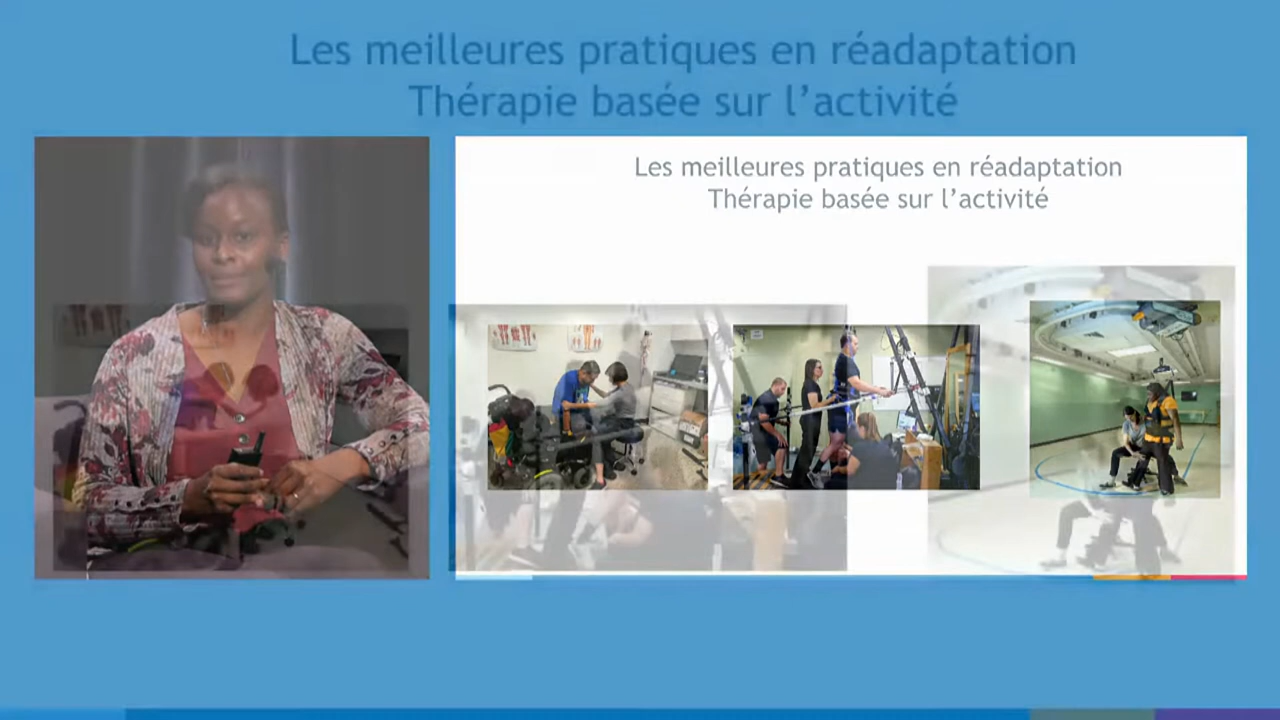 Les meilleures pratiques en réadaptation
Thérapie basée sur l’activité
Les meilleures pratiques en réadaptation
Thérapie basée sur l’activité